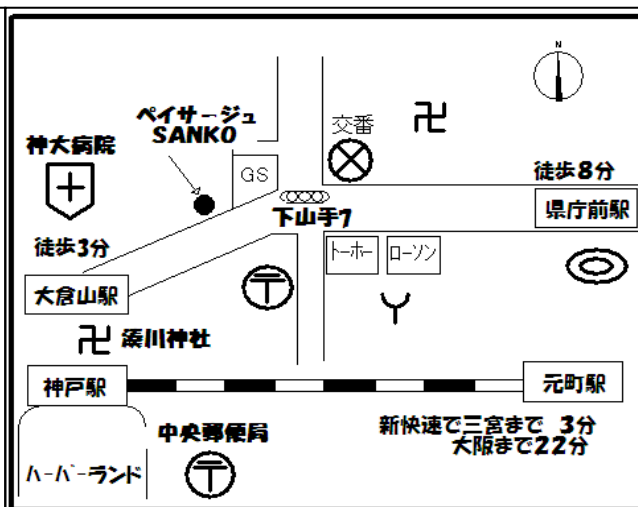 N
ペイサージュ
SANKO
交番
神大病院
GS
徒歩8分
下山手7
県庁前駅
徒歩3分
トーホー
ローソン
大倉山駅
湊川神社
神戸駅
元町駅
新快速で三宮まで 3分
大阪まで22分
中央郵便局
ハーバーランド